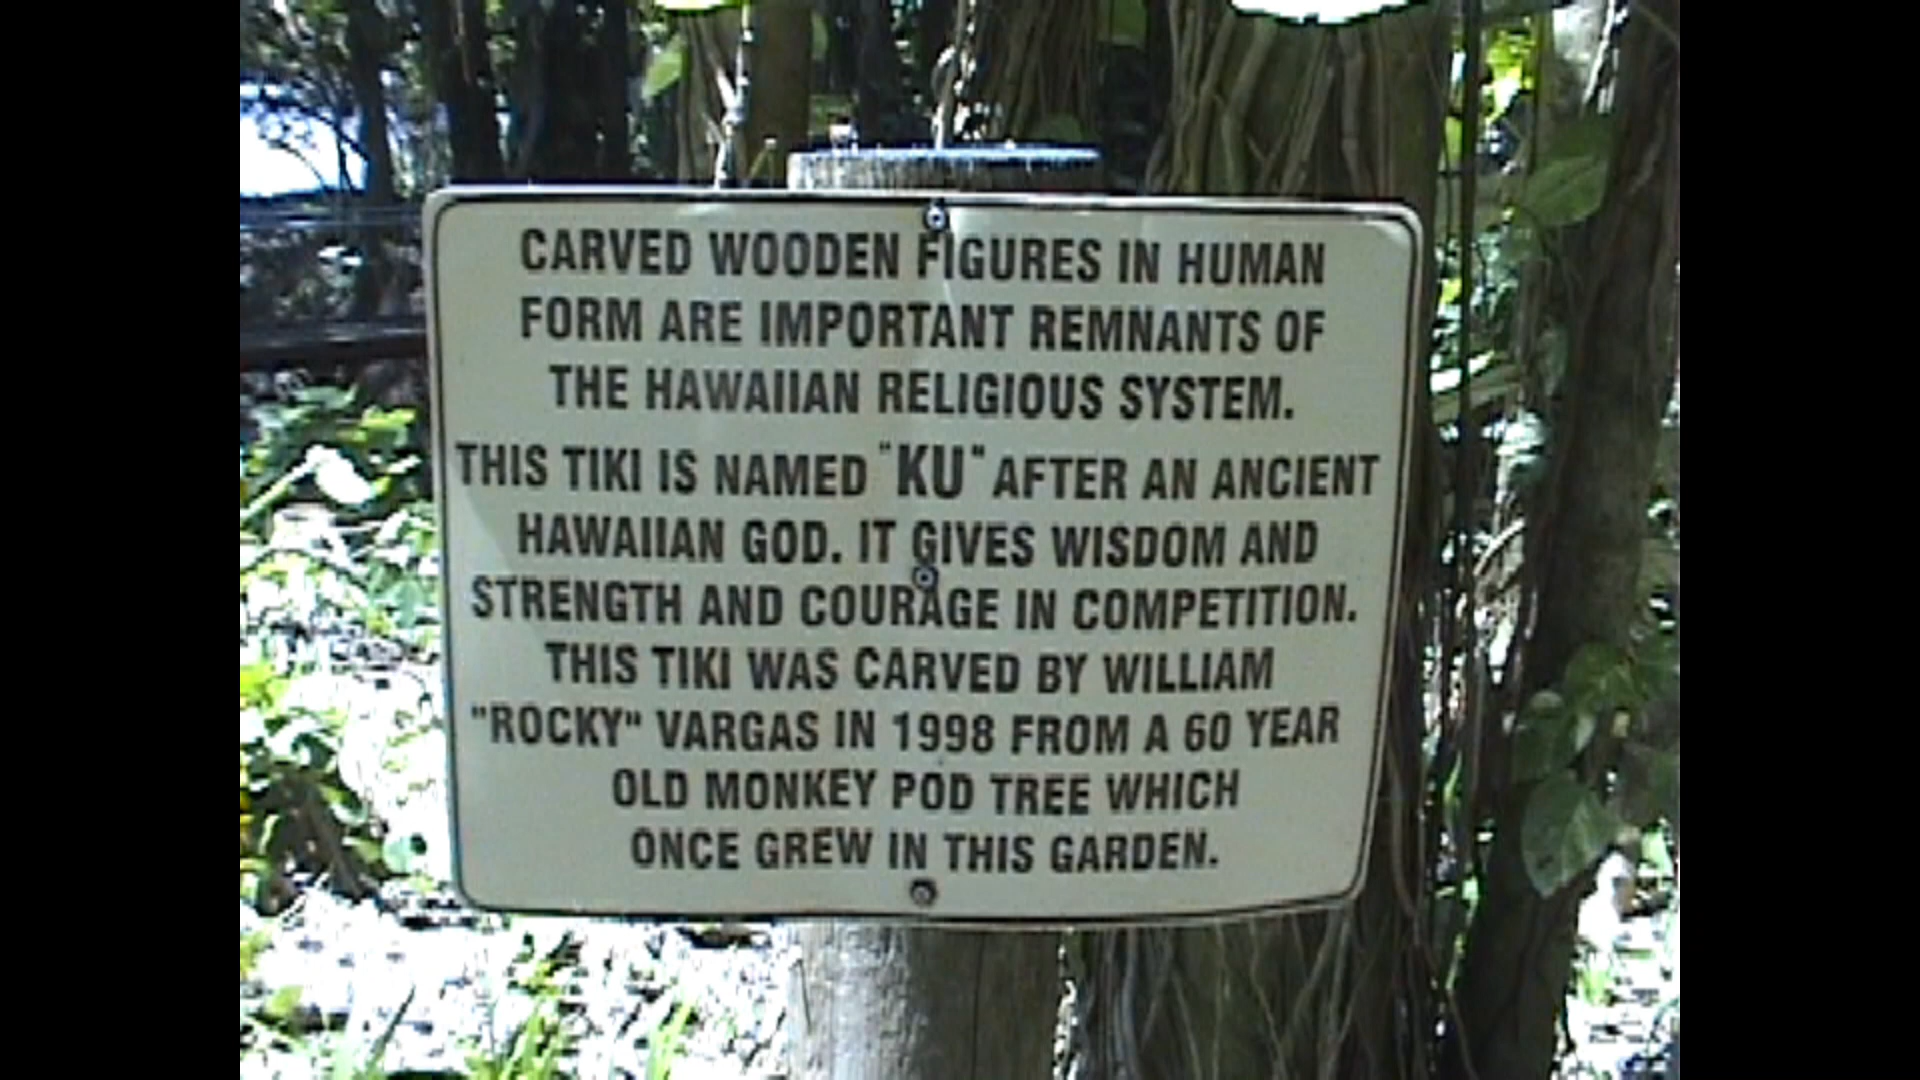 CARVED WOODEN FIGURES IN HUMAN
FORM ARE IMPORTANT REMNANTS OF
THE HAWAIIAN RELIGIOUS SYSTEM.
THIS TIKI IS NAMED "KU" AFTER AN ANCIENT
HAWAIIAN GOD. IT GIVES WISDOM AND
STRENGTH AND COURAGE IN COMPETITION.
THIS TIKI WAS CARVED BY WILLIAM
"ROCKY" VARGAS IN 1998 FROM A 60 YEAR
OLD MONKEY POD TREE WHICH
ONCE GREW IN THIS GARDEN.